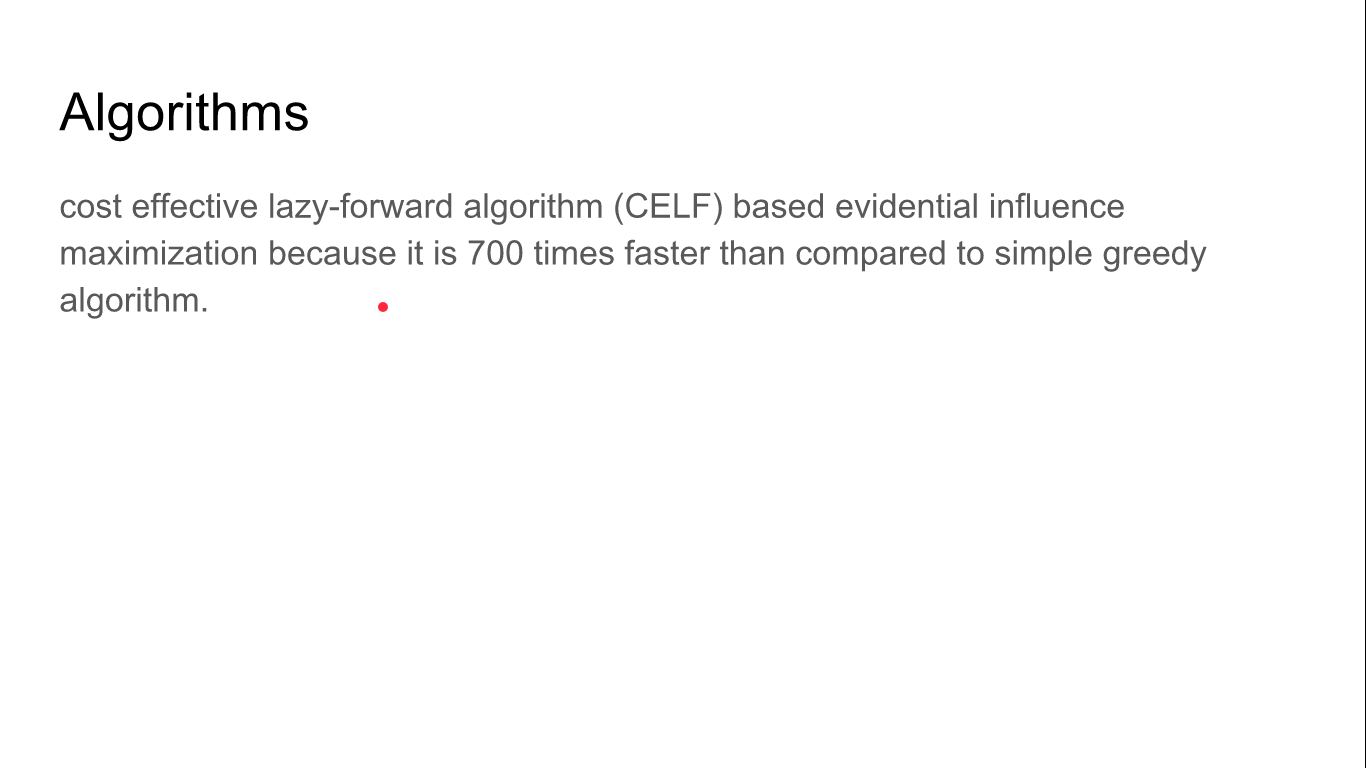 Algorithms
cost effective lazy-forward algorithm (CELF) based evidential influence
maximization because it is 700 times faster than compared to simple greedy
algorithm.